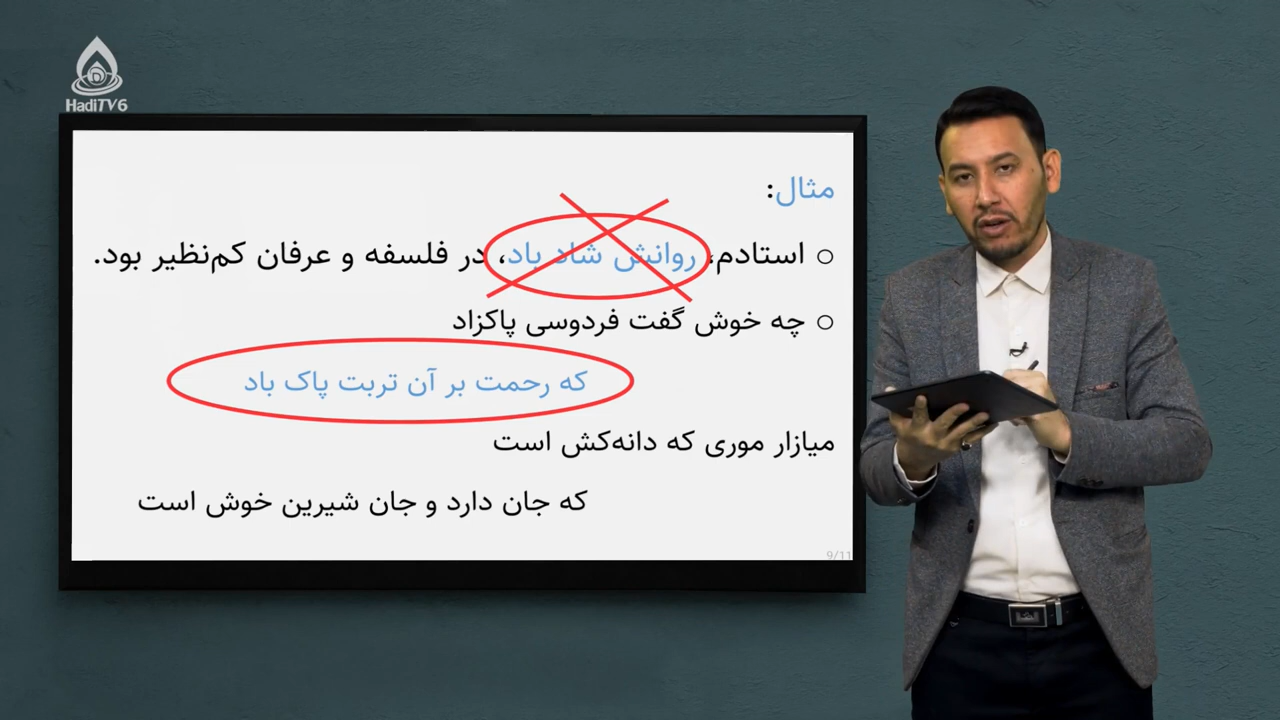 HadiTV6
مثال:
○ استادم، روانش شاد باد، در فلسفه و عرفان کم‌نظیر بود.
○ چه خوش گفت فردوسی پاکزاد
که رحمت بر آن تربت پاک باد
میازار موری که دانه‌کش است
که جان دارد و جان شیرین خوش است
9/11